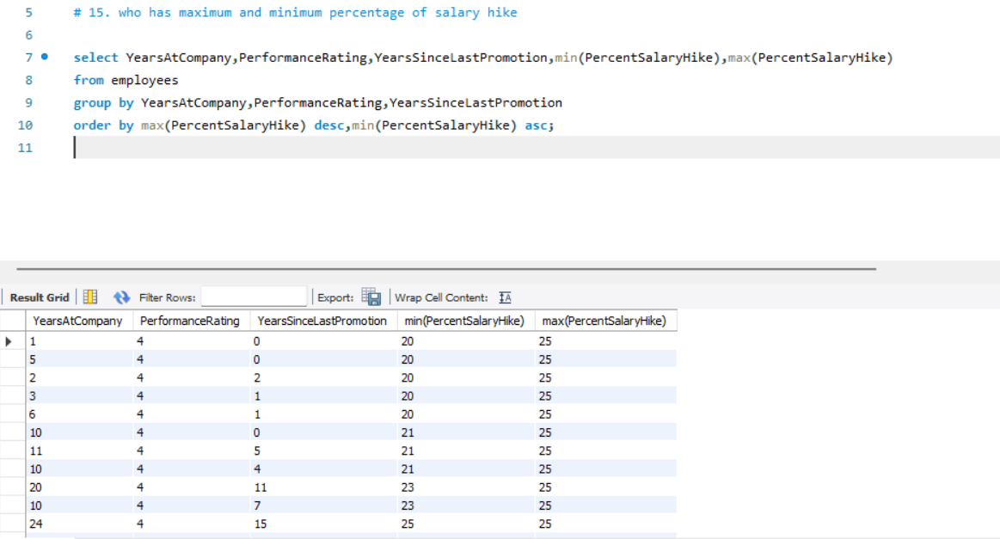 5 # 15. who has maximum and minimum percentage of salary hike
6
7 select YearsAtCompany,PerformanceRating,YearsSinceLastPromotion,min(PercentSalaryHike),max(PercentSalaryHike)
8 from employees
9 group by YearsAtCompany,PerformanceRating,YearsSinceLastPromotion
10 order by max(PercentSalaryHike) desc,min(PercentSalaryHike) asc;
11
Result Grid Filter Rows: Export: Wrap Cell Content: IA
YearsAtCompany PerformanceRating YearsSinceLastPromotion min(PercentSalaryHike) max(PercentSalaryHike)
1 4 0 20 25
5 4 0 20 25
2 4 2 20 25
3 4 1 20 25
6 4 1 20 25
10 4 0 21 25
11 4 5 21 25
10 4 4 21 25
20 4 11 23 25
10 4 7 23 25
24 4 15 25 25